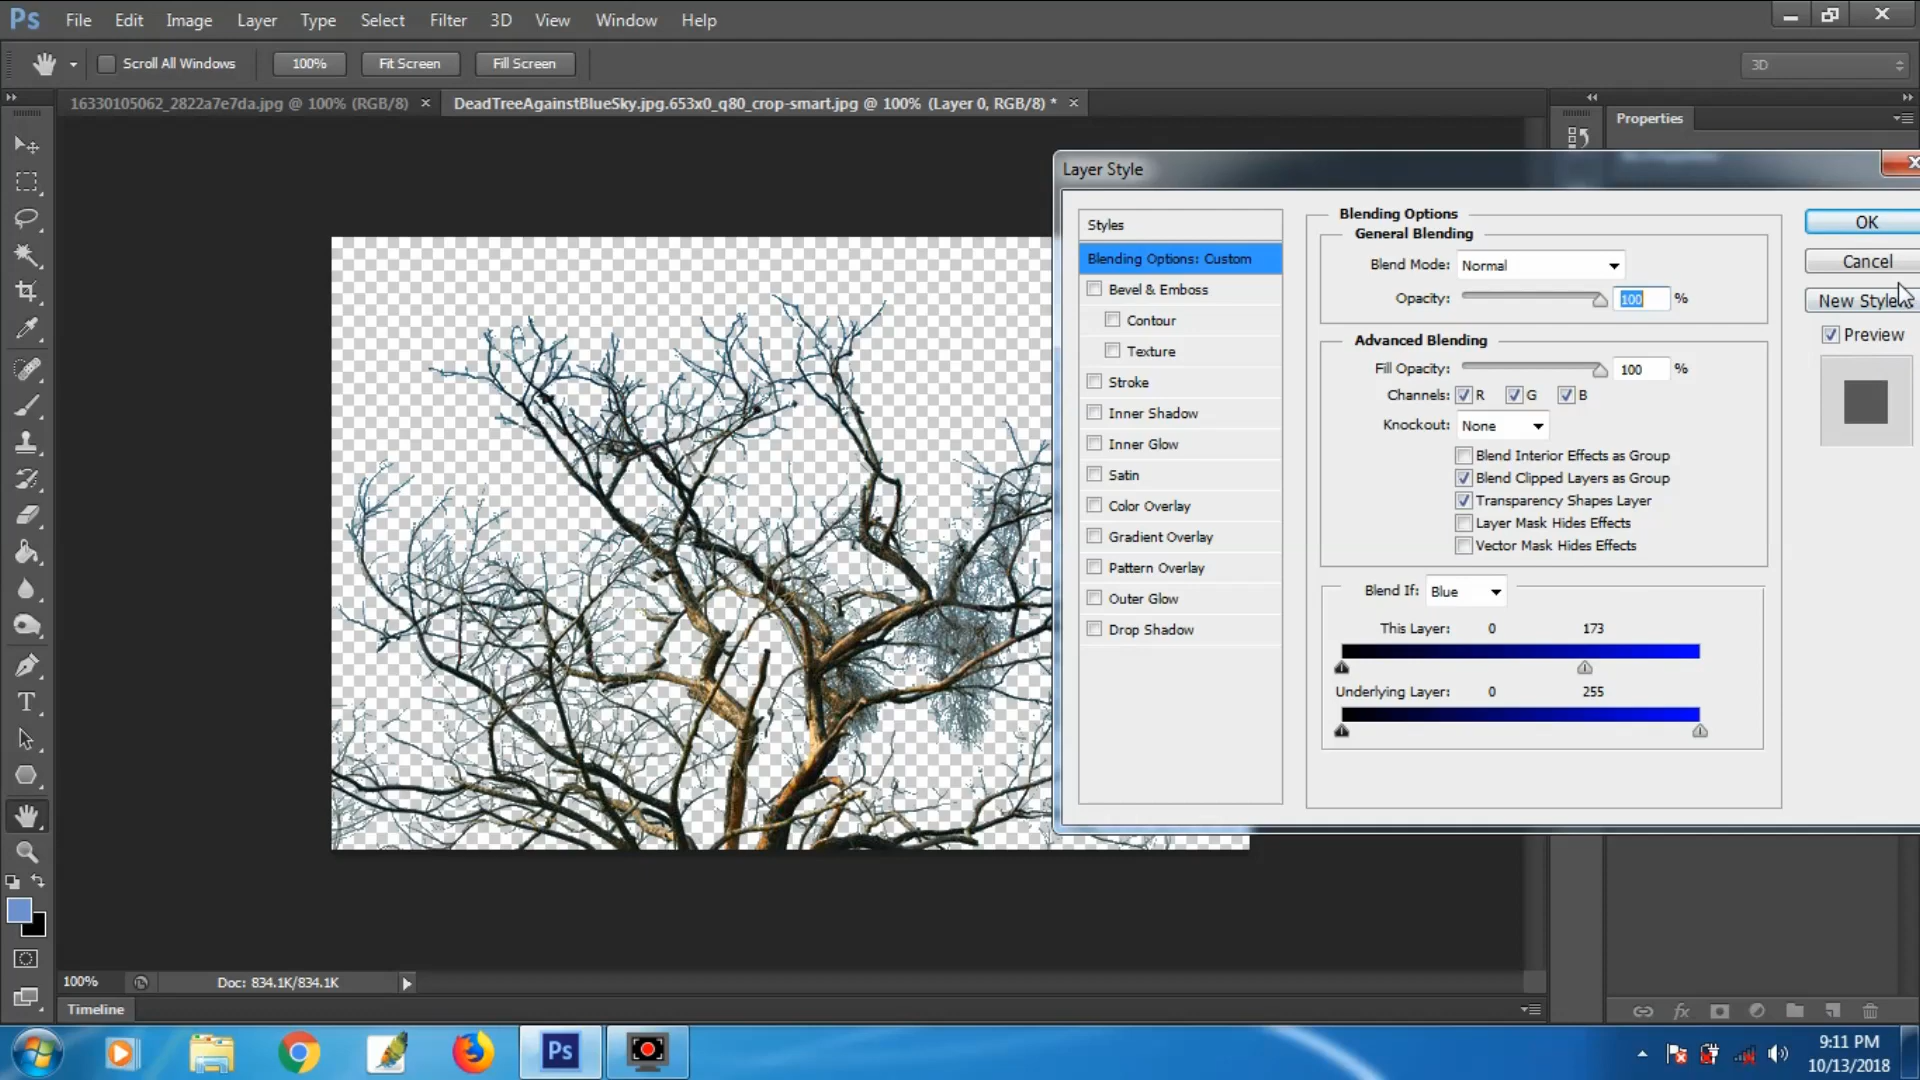 Ps File Edit Image Layer Type Select Filter 3D View Window Help
Scroll All Windows 100% Fit Screen Fill Screen 3D
16330105062_2822a7e7da.jpg @ 100% (RGB/8) × DeadTreeAgainstBlueSky.jpg.653x0_q80_crop-smart.jpg @ 100% (Layer 0, RGB/8) * ×
Properties
Layer Style
Styles
Blending Options: Custom
Bevel & Emboss
Contour
Texture
Stroke
Inner Shadow
Inner Glow
Satin
Color Overlay
Gradient Overlay
Pattern Overlay
Outer Glow
Drop Shadow
Blending Options
General Blending
Blend Mode: Normal
Opacity: 100 %
Advanced Blending
Fill Opacity: 100 %
Channels: R G B
Knockout: None
Blend Interior Effects as Group
Blend Clipped Layers as Group
Transparency Shapes Layer
Layer Mask Hides Effects
Vector Mask Hides Effects
Blend If: Blue
This Layer: 0 173
Underlying Layer: 0 255
OK
Cancel
New Style
Preview
100% Doc: 834.1K/834.1K
Timeline
fx
Ps
9:11 PM
10/13/2018